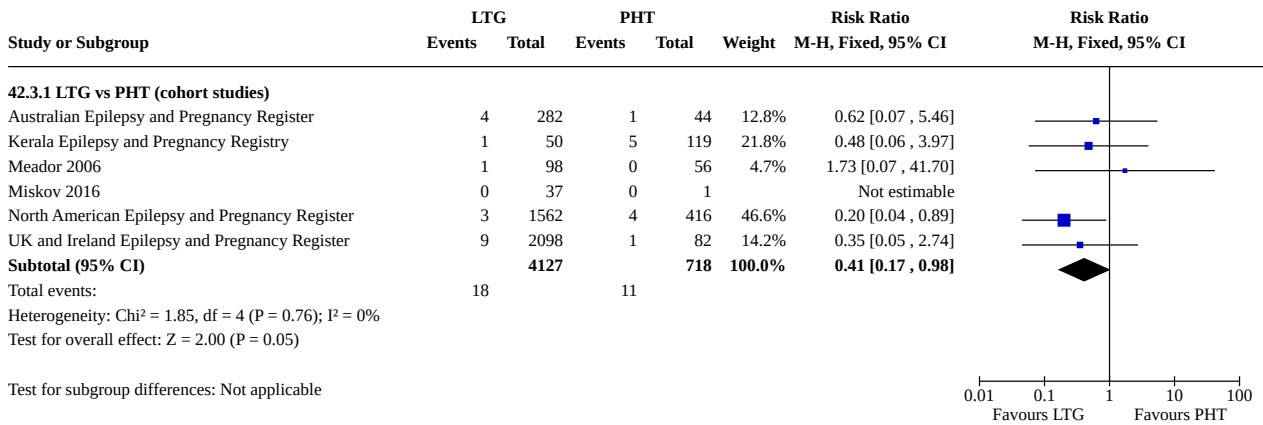 LTG PHT Risk Ratio Risk Ratio
Study or Subgroup Events Total Events Total Weight M-H, Fixed, 95% CI M-H, Fixed, 95% CI
42.3.1 LTG vs PHT (cohort studies)
Australian Epilepsy and Pregnancy Register 4 282 1 44 12.8% 0.62 [0.07 , 5.46]
Kerala Epilepsy and Pregnancy Registry 1 50 5 119 21.8% 0.48 [0.06 , 3.97]
Meador 2006 1 98 0 56 4.7% 1.73 [0.07 , 41.70]
Miskov 2016 0 37 0 1 Not estimable
North American Epilepsy and Pregnancy Register 3 1562 4 416 46.6% 0.20 [0.04 , 0.89]
UK and Ireland Epilepsy and Pregnancy Register 9 2098 1 82 14.2% 0.35 [0.05 , 2.74]
Subtotal (95% CI) 4127 718 100.0% 0.41 [0.17 , 0.98]
Total events: 18 11
Heterogeneity: Chi² = 1.85, df = 4 (P = 0.76); I² = 0%
Test for overall effect: Z = 2.00 (P = 0.05)
Test for subgroup differences: Not applicable
0.01 0.1 1 10 100
Favours LTG Favours PHT